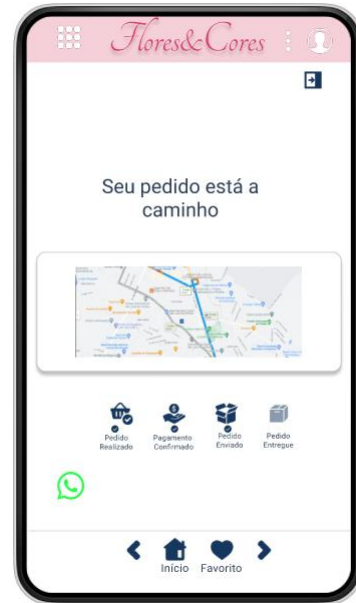 Flores&Cores
Seu pedido está a
caminho
Pedido
Realizado
Pagamento
Confirmado
Pedido
Enviado
Pedido
Entregue
Início
Favorito